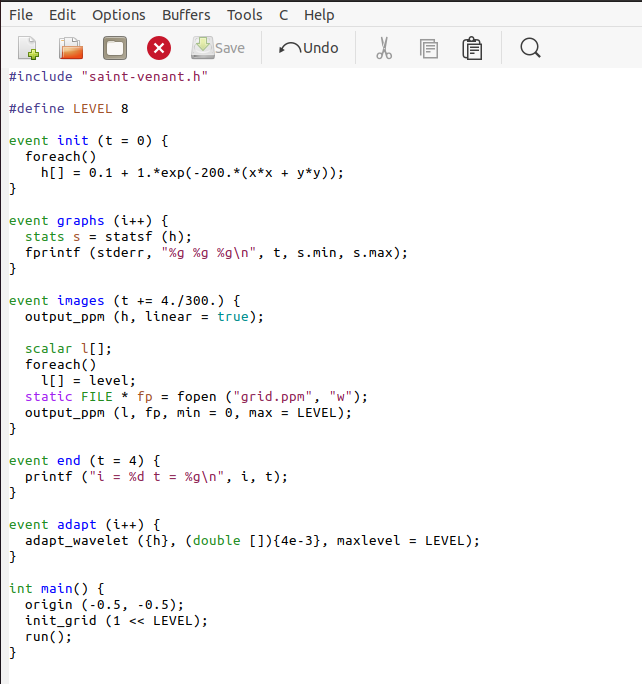 File Edit Options Buffers Tools C Help
Save Undo
#include "saint-venant.h"
#define LEVEL 8
event init (t = 0) {
  foreach()
    h[] = 0.1 + 1.*exp(-200.*(x*x + y*y));
}
event graphs (i++) {
  stats s = statsf (h);
  fprintf (stderr, "%g %g %g\n", t, s.min, s.max);
}
event images (t += 4./300.) {
  output_ppm (h, linear = true);
  scalar l[];
  foreach()
    l[] = level;
  static FILE * fp = fopen ("grid.ppm", "w");
  output_ppm (l, fp, min = 0, max = LEVEL);
}
event end (t = 4) {
  printf ("i = %d t = %g\n", i, t);
}
event adapt (i++) {
  adapt_wavelet ({h}, (double []){4e-3}, maxlevel = LEVEL);
}
int main() {
  origin (-0.5, -0.5);
  init_grid (1 << LEVEL);
  run();
}